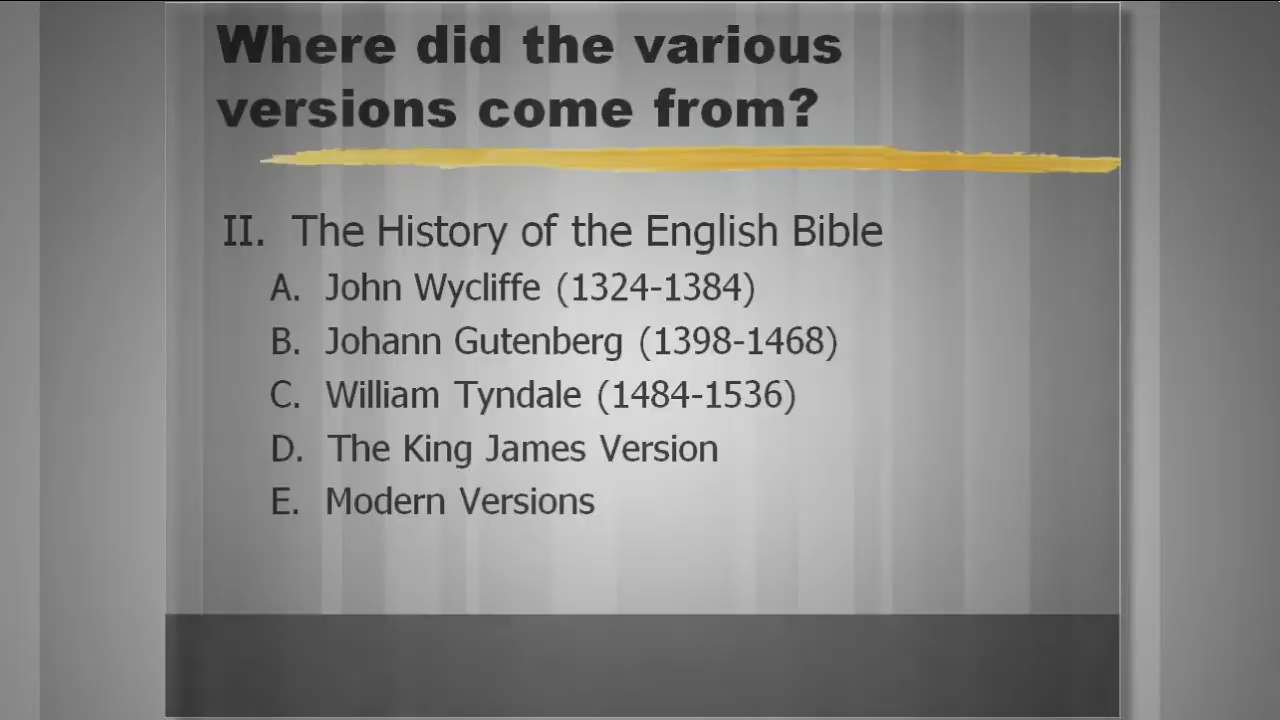 Where did the various
versions come from?
II. The History of the English Bible
A. John Wycliffe (1324-1384)
B. Johann Gutenberg (1398-1468)
C. William Tyndale (1484-1536)
D. The King James Version
E. Modern Versions